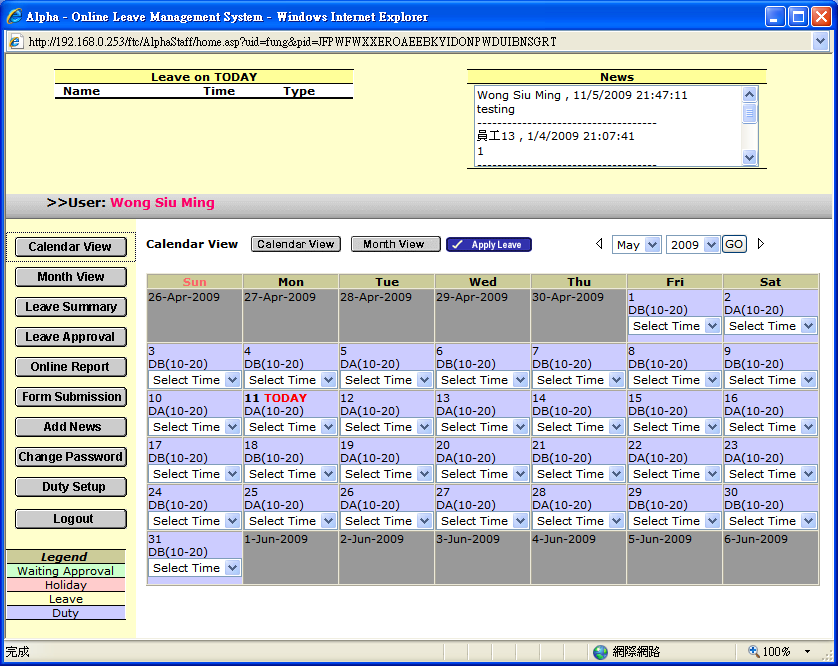 Alpha - Online Leave Management System - Windows Internet Explorer
http://192.168.0.253/ftc/AlphaStaff/home.asp?uid=fung&pid=JFPWFWXXEROAEEBKYIDONPWDUIBNSGRT
Leave on TODAY
Name Time Type
News
Wong Siu Ming , 11/5/2009 21:47:11
testing
------------------------------------
員工13 , 1/4/2009 21:07:41
1
------------------------------------
>>User: Wong Siu Ming
Calendar View
Month View
Leave Summary
Leave Approval
Online Report
Form Submission
Add News
Change Password
Duty Setup
Logout
Legend
Waiting Approval
Holiday
Leave
Duty
Calendar View Calendar View Month View Apply Leave May 2009 GO
Sun Mon Tue Wed Thu Fri Sat
26-Apr-2009 27-Apr-2009 28-Apr-2009 29-Apr-2009 30-Apr-2009 1 2
DB(10-20) DA(10-20)
Select Time Select Time
3 4 5 6 7 8 9
DB(10-20) DB(10-20) DA(10-20) DB(10-20) DB(10-20) DB(10-20) DB(10-20)
Select Time Select Time Select Time Select Time Select Time Select Time Select Time
10 11 TODAY 12 13 14 15 16
DA(10-20) DA(10-20) DA(10-20) DA(10-20) DB(10-20) DB(10-20) DA(10-20)
Select Time Select Time Select Time Select Time Select Time Select Time Select Time
17 18 19 20 21 22 23
DB(10-20) DB(10-20) DA(10-20) DA(10-20) DB(10-20) DA(10-20) DA(10-20)
Select Time Select Time Select Time Select Time Select Time Select Time Select Time
24 25 26 27 28 29 30
DB(10-20) DA(10-20) DA(10-20) DA(10-20) DA(10-20) DB(10-20) DB(10-20)
Select Time Select Time Select Time Select Time Select Time Select Time Select Time
31 1-Jun-2009 2-Jun-2009 3-Jun-2009 4-Jun-2009 5-Jun-2009 6-Jun-2009
DB(10-20)
Select Time
完成 網際網路 100%